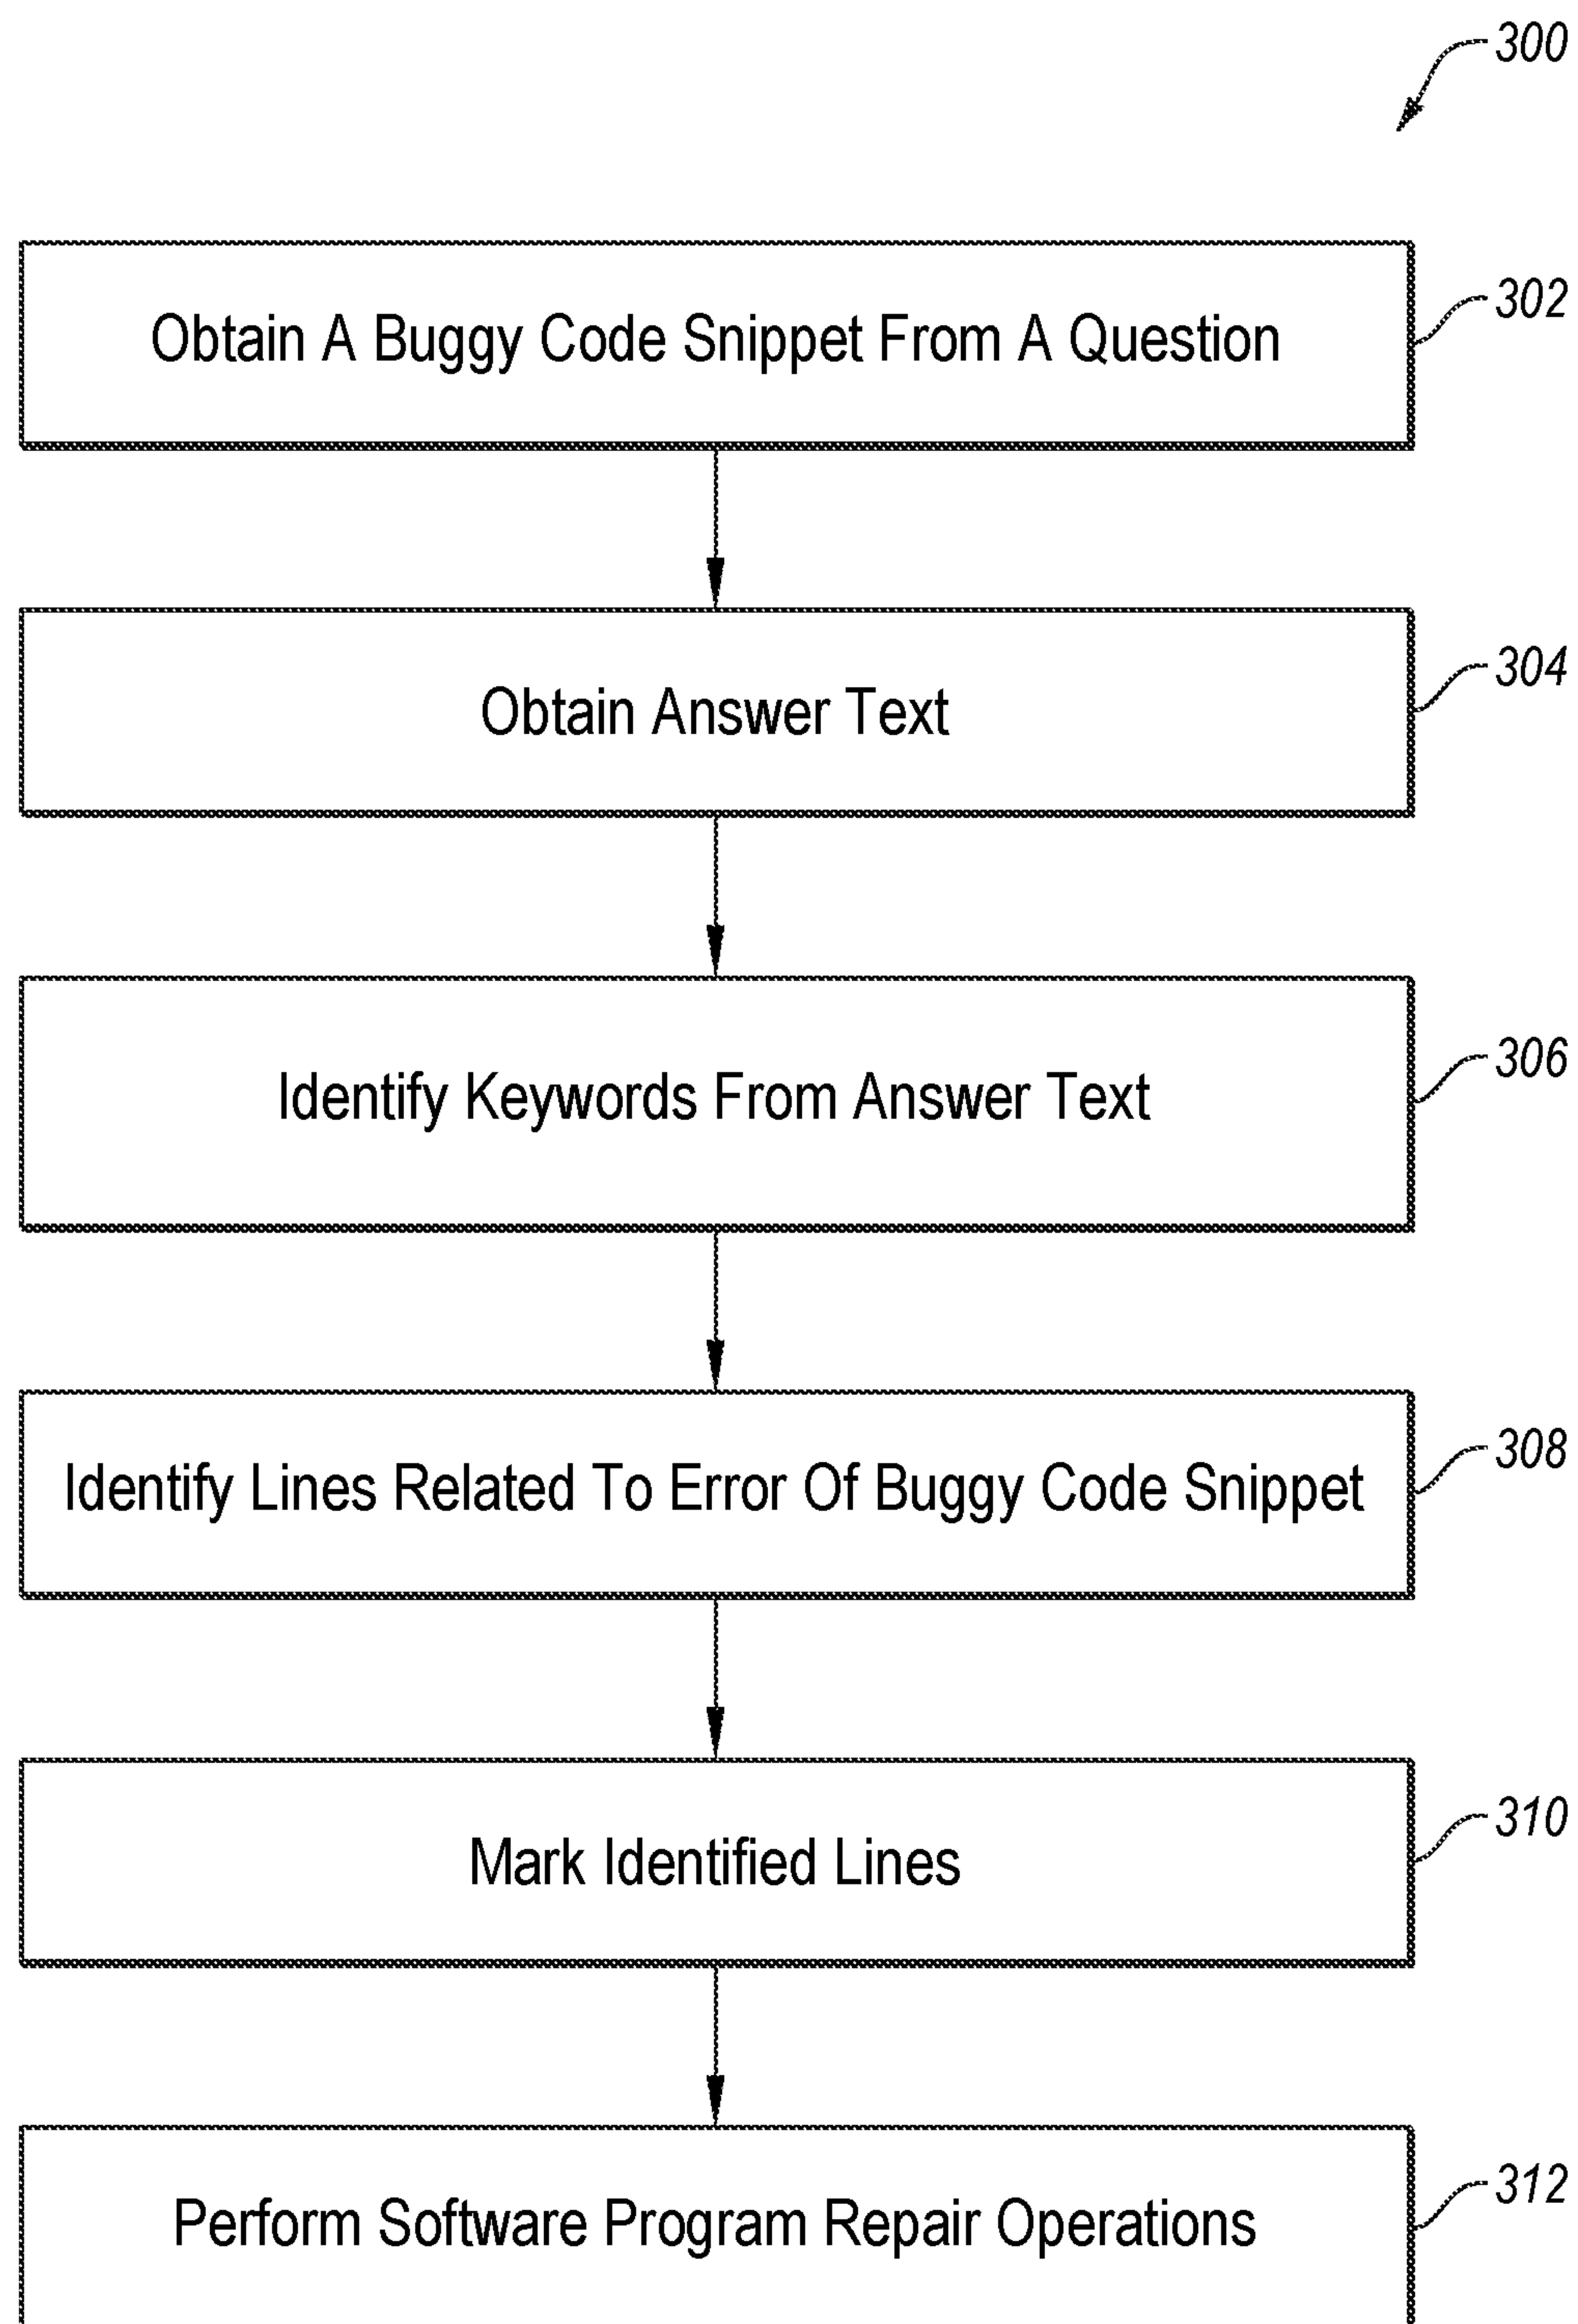 300
Obtain A Buggy Code Snippet From A Question
302
Obtain Answer Text
304
Identify Keywords From Answer Text
306
Identify Lines Related To Error Of Buggy Code Snippet
308
Mark Identified Lines
310
Perform Software Program Repair Operations
312